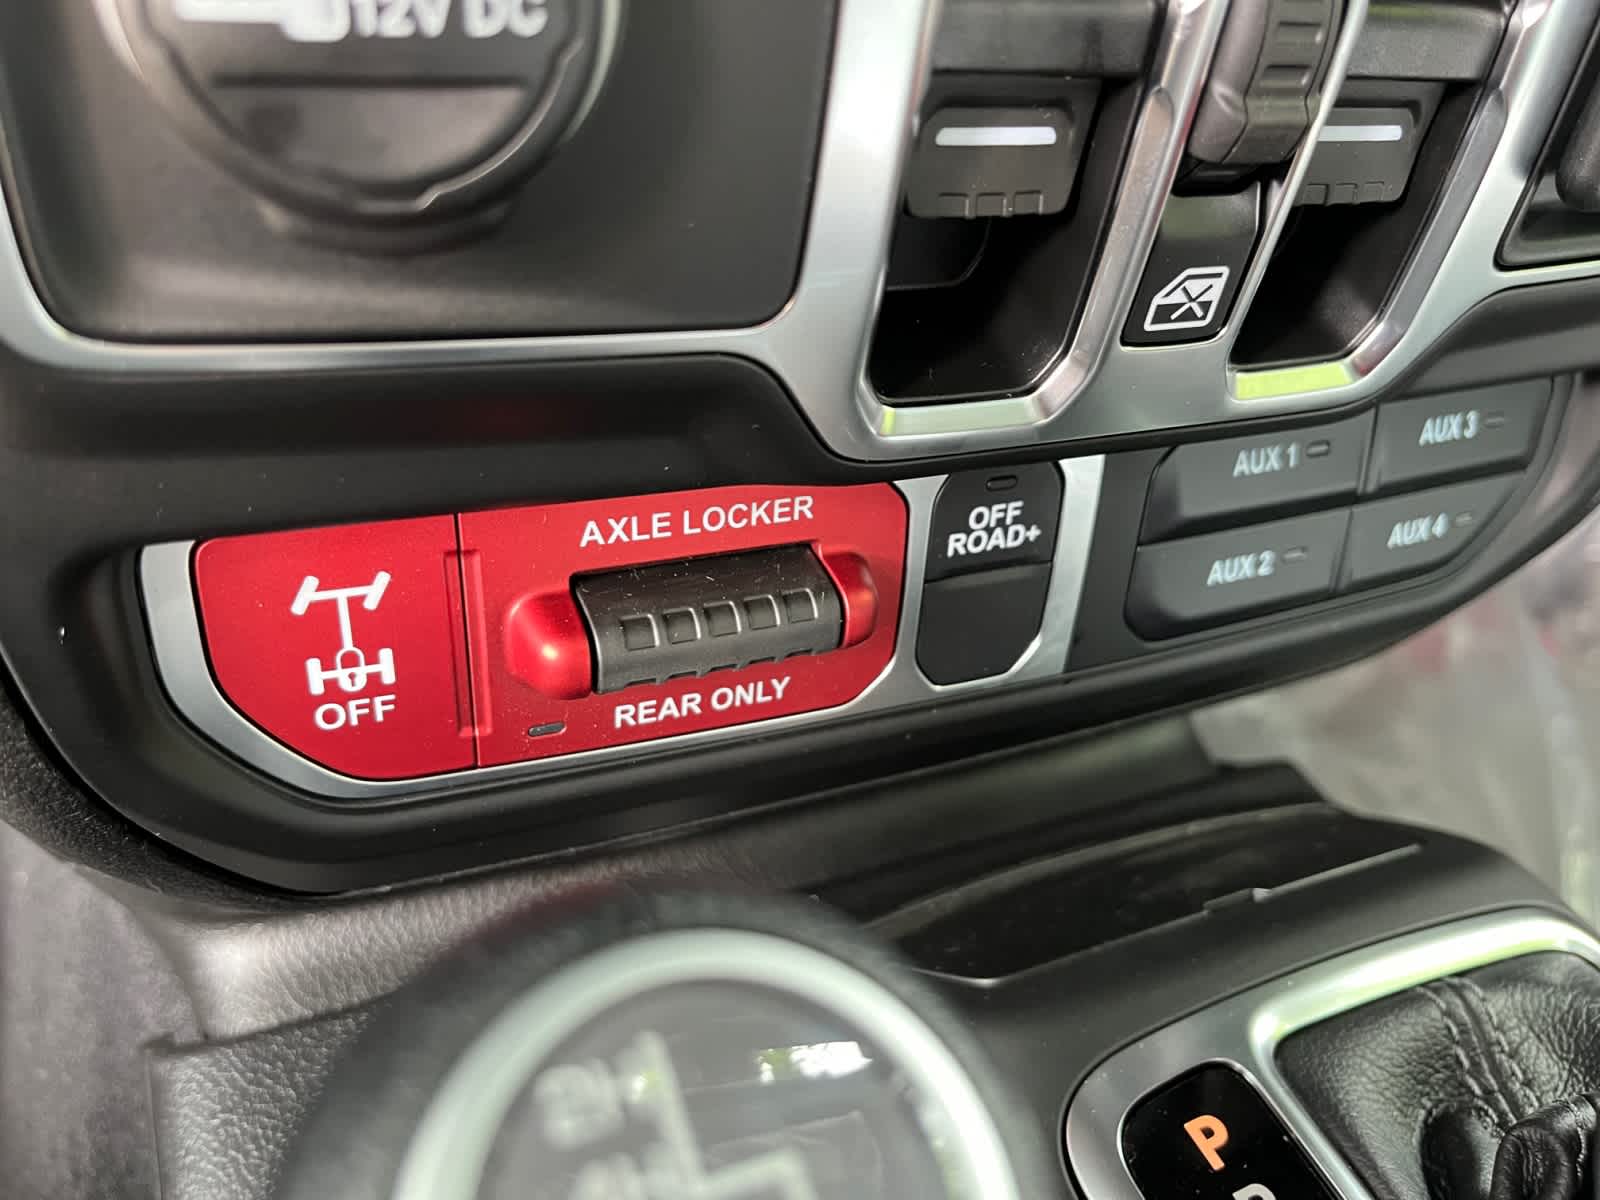 12V DC
AXLE LOCKER
OFF
REAR ONLY
OFF
ROAD+
AUX 1
AUX 3
AUX 2
AUX 4
P